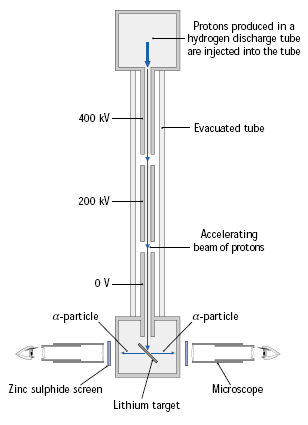 Protons produced in a
hydrogen discharge tube
are injected into the tube
400 kV
Evacuated tube
200 kV
Accelerating
beam of protons
0 V
α-particle
α-particle
Zinc sulphide screen
Microscope
Lithium target